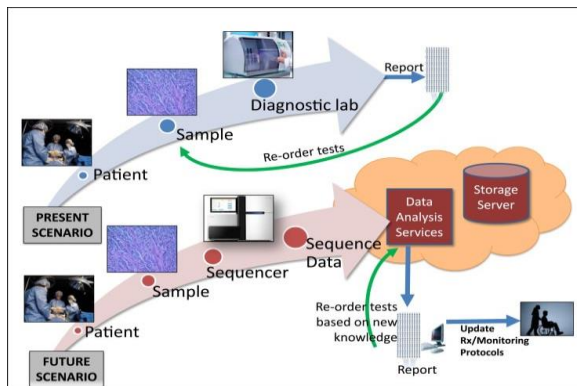 Report
Diagnostic lab
Sample
Re-order tests
Patient
PRESENT
SCENARIO
Data
Analysis
Services
Storage
Server
Sequence
Data
Sequencer
Sample
Patient
FUTURE
SCENARIO
Re-order tests
based on new
knowledge
Update
Rx/Monitoring
Protocols
Report